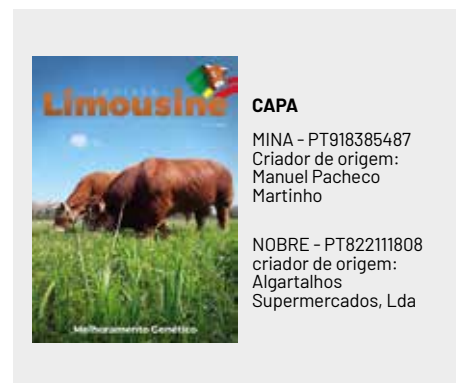 Limousine
Melhoramento Genético
CAPA
MINA - PT918385487
Criador de origem:
Manuel Pacheco
Martinho
NOBRE - PT822111808
criador de origem:
Algartalhos
Supermercados, Lda